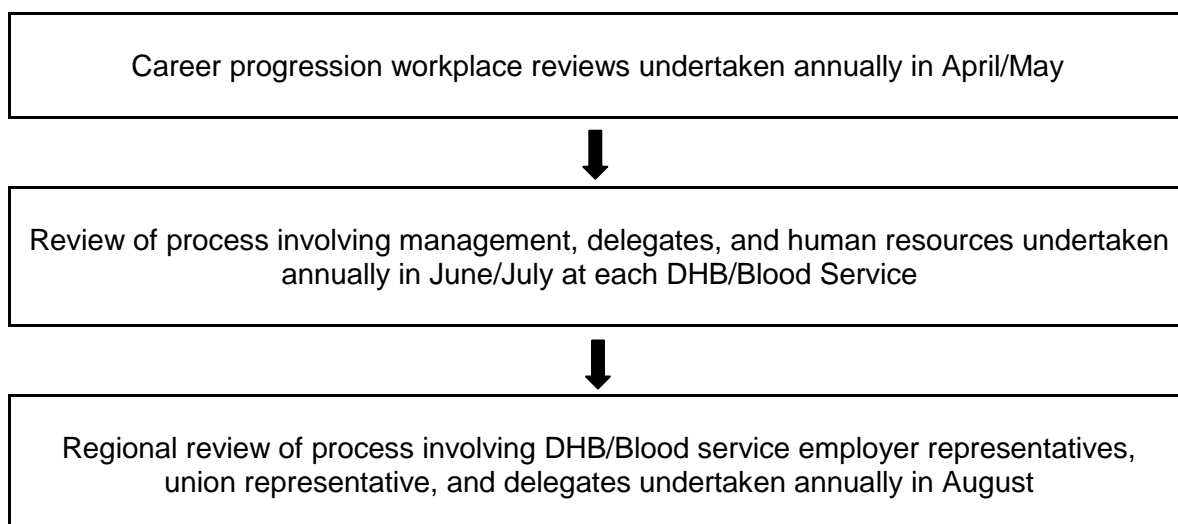 Career progression workplace reviews undertaken annually in April/May
Review of process involving management, delegates, and human resources undertaken
annually in June/July at each DHB/Blood Service
Regional review of process involving DHB/Blood service employer representatives,
union representative, and delegates undertaken annually in August